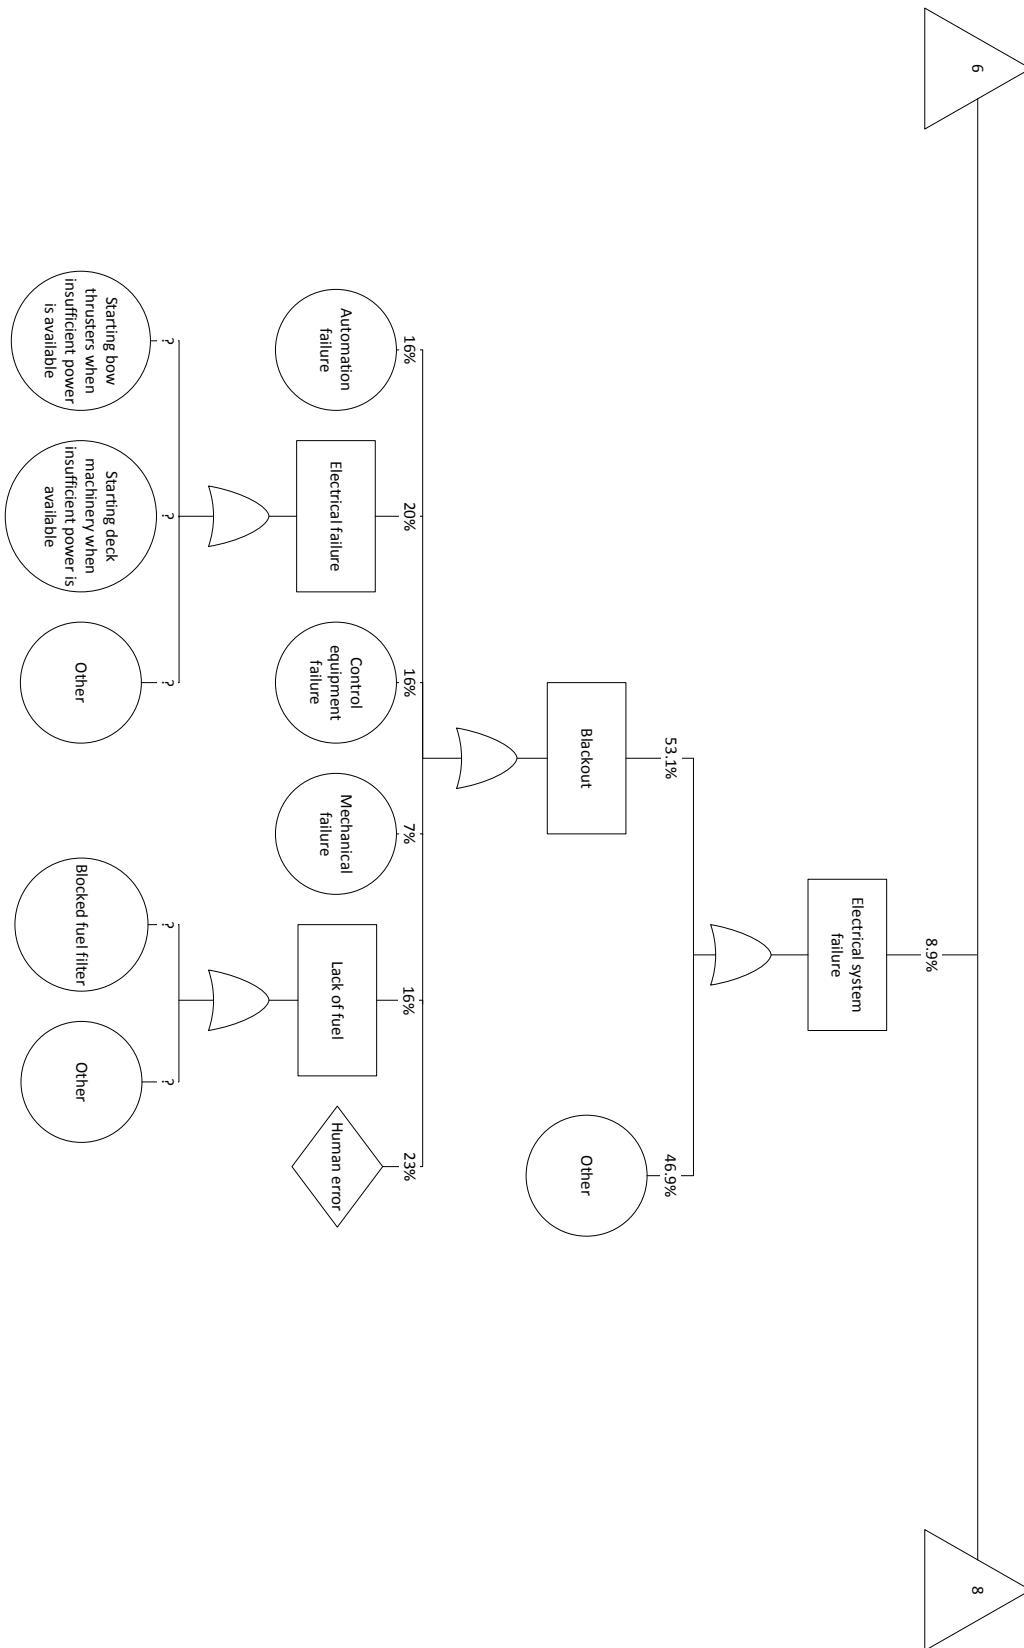 6
8
8.9%
Electrical system
failure
53.1%
46.9%
Blackout
Other
16%
20%
16%
7%
16%
23%
Automation
failure
Electrical failure
Control
equipment
failure
Mechanical
failure
Lack of fuel
Human error
?
?
?
?
?
Starting bow
thrusters when
insufficient power
is available
Starting deck
machinery when
insufficient power is
available
Other
Blocked fuel filter
Other